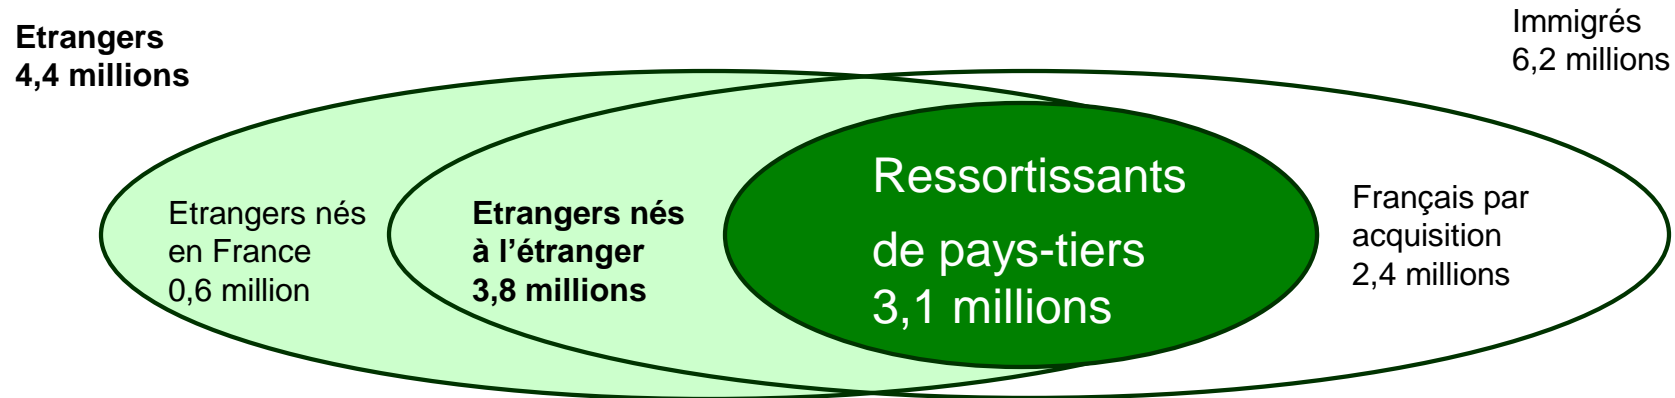 Etrangers
4,4 millions
Immigrés
6,2 millions
Etrangers nés
en France
0,6 million
Etrangers nés
à l’étranger
3,8 millions
Ressortissants
de pays-tiers
3,1 millions
Français par
acquisition
2,4 millions